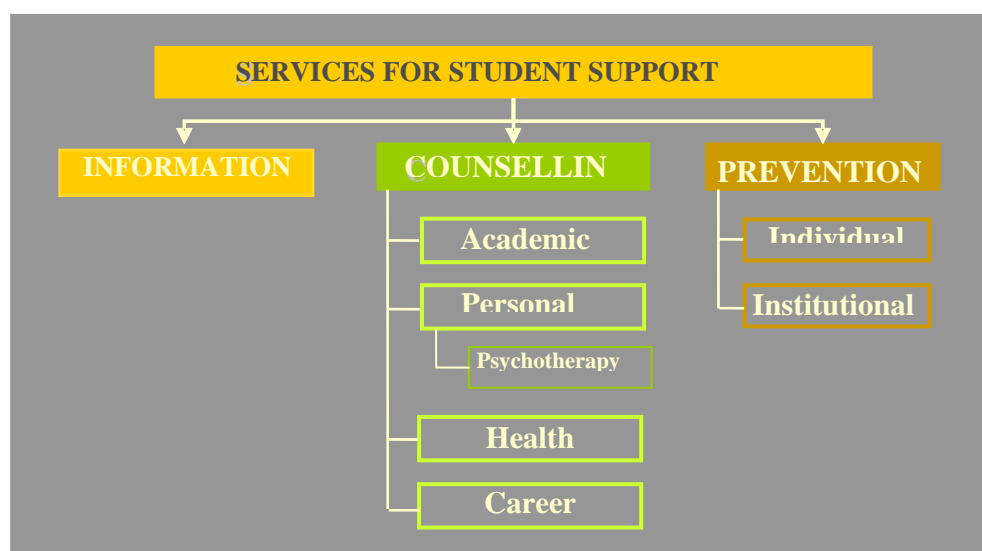 SERVICES FOR STUDENT SUPPORT
INFORMATION
COUNSELLIN
PREVENTION
Academic
Personal
Psychotherapy
Health
Career
Individual
Institutional